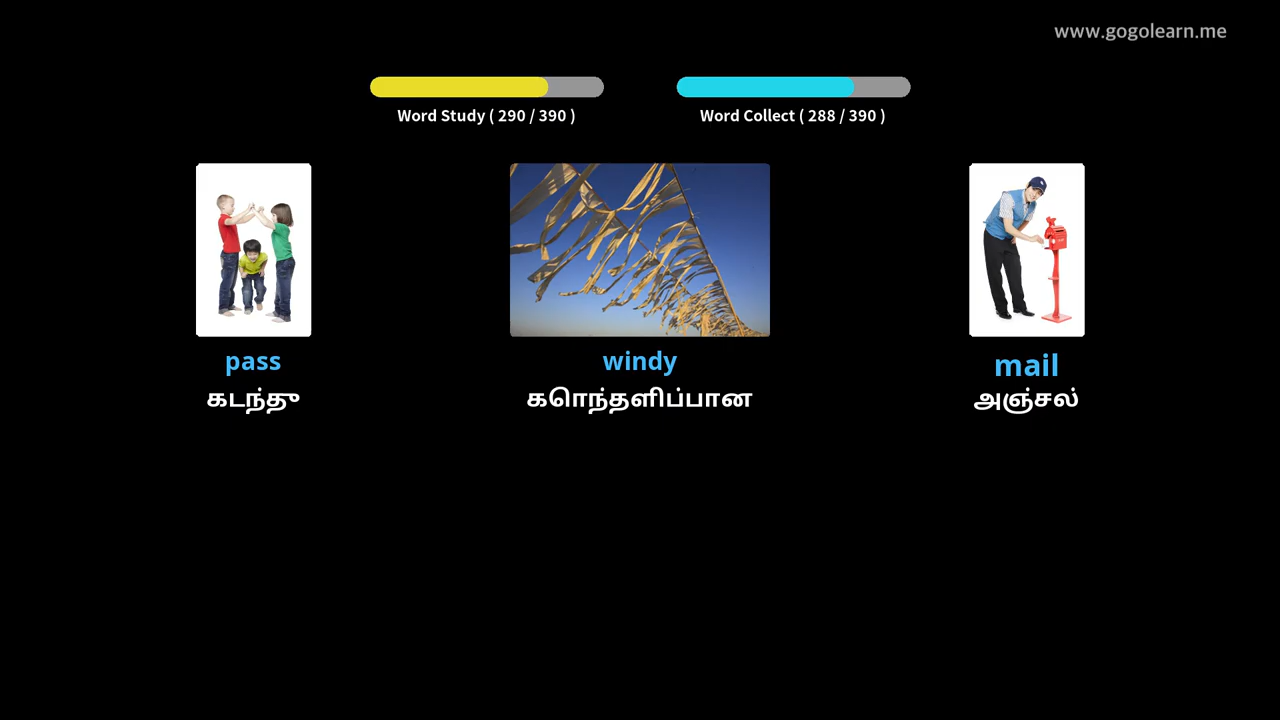 www.gogolearn.me
Word Study ( 290 / 390 )
Word Collect ( 288 / 390 )
pass
windy
mail
கடந்து
கொந்தளிப்பான
அஞ்சல்